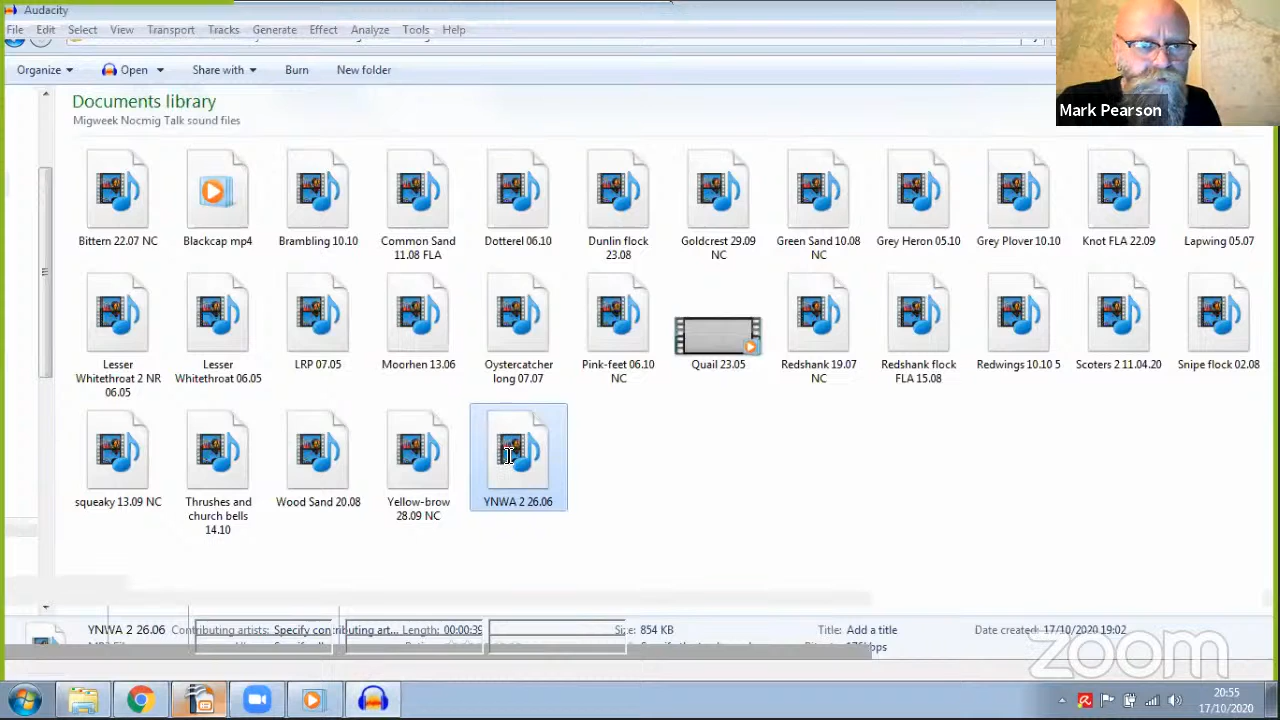 Audacity
File Edit Select View Transport Tracks Generate Effect Analyze Tools Help
Organize Open Share with Burn New folder
Mark Pearson
Documents library
Migweek Nocmig Talk sound files
Bittern 22.07 NC
Blackcap mp4
Brambling 10.10
Common Sand
11.08 FLA
Dotterel 06.10
Dunlin flock
23.08
Goldcrest 29.09
NC
Green Sand 10.08
NC
Grey Heron 05.10
Grey Plover 10.10
Knot FLA 22.09
Lapwing 05.07
Lesser
Whitethroat 2 NR
06.05
Lesser
Whitethroat 06.05
LRP 07.05
Moorhen 13.06
Oystercatcher
long 07.07
Pink-feet 06.10
NC
Quail 23.05
Redshank 19.07
NC
Redshank flock
FLA 15.08
Redwings 10.10 5
Scoters 2 11.04.20
Snipe flock 02.08
squeaky 13.09 NC
Thrushes and
church bells
14.10
Wood Sand 20.08
Yellow-brow
28.09 NC
YNWA 2 26.06
YNWA 2 26.06 Contributing artists: Specify contributing art... Length: 00:00:35 Size: 854 KB Title: Add a title Date created: 17/10/2020 19:02
zoom
20:55
17/10/2020